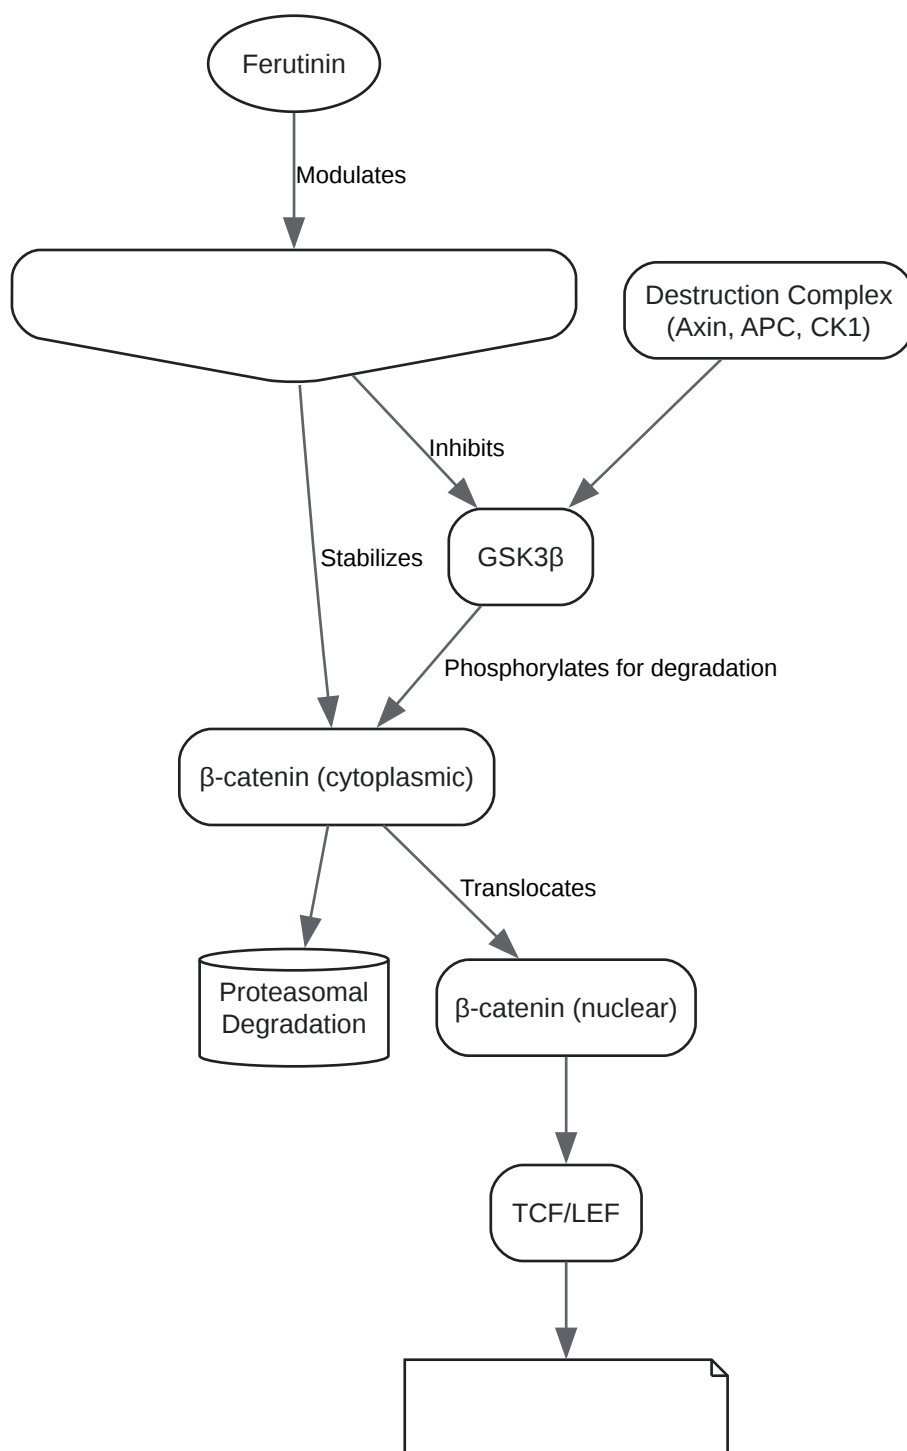 Ferutinin
Modulates
Destruction Complex
(Axin, APC, CK1)
Inhibits
Stabilizes
GSK3β
Phosphorylates for degradation
β-catenin (cytoplasmic)
Translocates
Proteasomal
Degradation
β-catenin (nuclear)
TCF/LEF